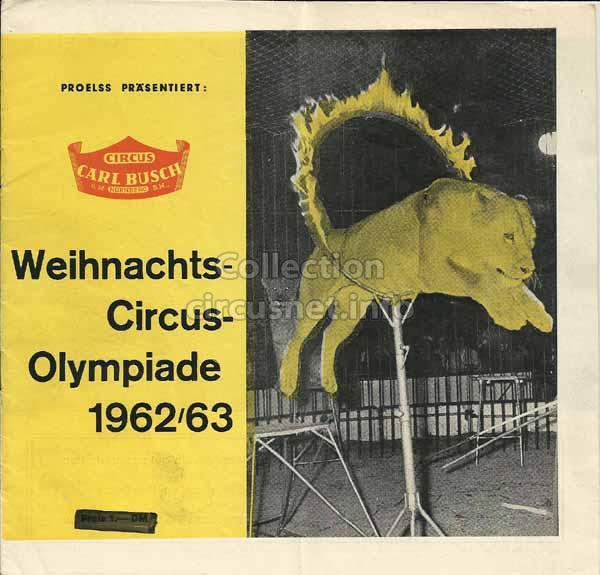 PROELSS PRÄSENTIERT:
CIRCUS
CARL BUSCH
G.M. NÜRNBERG B.H.
Weihnachts-
Circus-
Olympiade
1962/63
Preis 1.— DM
Collection
circusnet.info